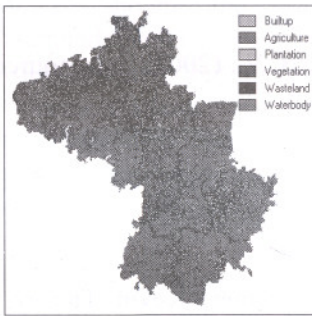 Builtup
Agriculture
Plantation
Vegetation
Wasteland
Waterbody